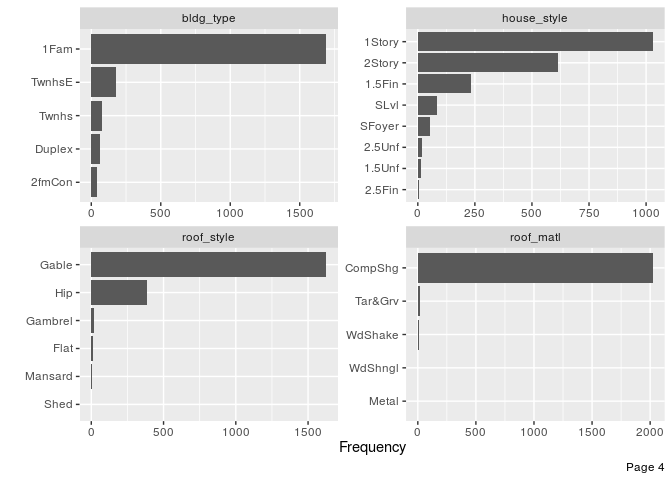 bldg_type
1Fam
TwnhsE
Twnhs
Duplex
2fmCon
0 500 1000 1500
house_style
1Story
2Story
1.5Fin
SLvl
SFoyer
2.5Unf
1.5Unf
2.5Fin
0 250 500 750 1000
roof_style
Gable
Hip
Gambrel
Flat
Mansard
Shed
0 500 1000 1500
roof_matl
CompShg
Tar&Grv
WdShake
WdShngl
Metal
0 500 1000 1500 2000
Frequency
Page 4